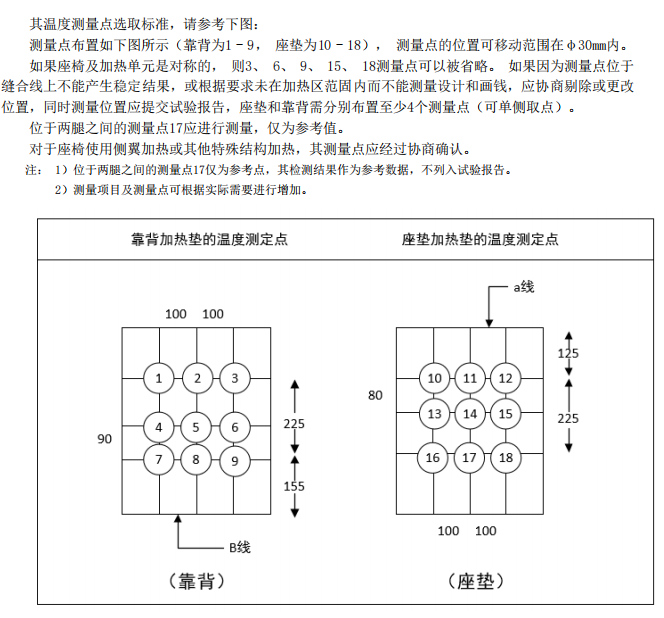 其温度测量点选取标准，请参考下图：
测量点布置如下图所示（靠背为1－9， 座垫为10－18）， 测量点的位置可移动范围在φ30mm内。
如果座椅及加热单元是对称的， 则3、 6、 9、 15、 18测量点可以被省略。 如果因为测量点位于
缝合线上不能产生稳定结果，或根据要求未在加热区范固内而不能测量设计和画钱，应协商剔除或更改
位置，同时测量位置应提交试验报告，座垫和靠背需分别布置至少4个测量点（可单侧取点）。
位于两腿之间的测量点17应进行测量，仅为参考值。
对于座椅使用侧翼加热或其他特殊结构加热，其测量点应经过协商确认。
注： 1）位于两腿之间的测量点17仅为参考点，其检测结果作为参考数据，不列入试验报告。
2）测量项目及测量点可根据实际需要进行增加。
靠背加热垫的温度测定点
座垫加热垫的温度测定点
100 100
1 2 3
4 5 6
7 8 9
90
225
155
B线
（靠背）
a线
125
10 11 12
80
13 14 15
225
16 17 18
100 100
（座垫）